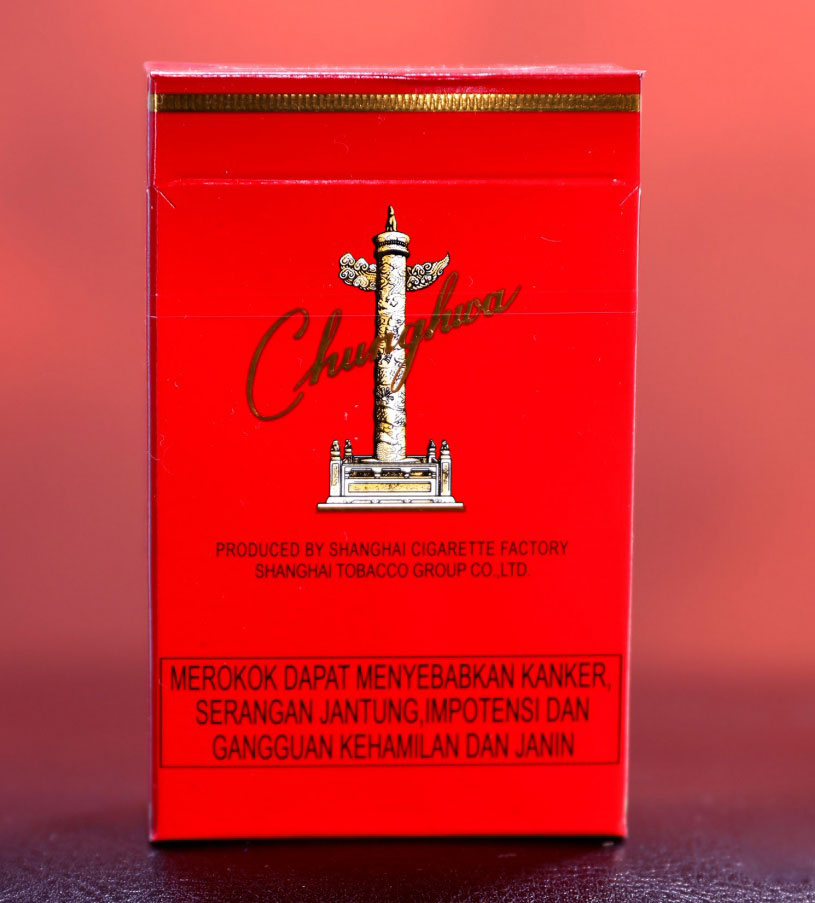 Chunghwa
PRODUCED BY SHANGHAI CIGARETTE FACTORY
SHANGHAI TOBACCO GROUP CO.,LTD.
MEROKOK DAPAT MENYEBABKAN KANKER,
SERANGAN JANTUNG,IMPOTENSI DAN
GANGGUAN KEHAMILAN DAN JANIN